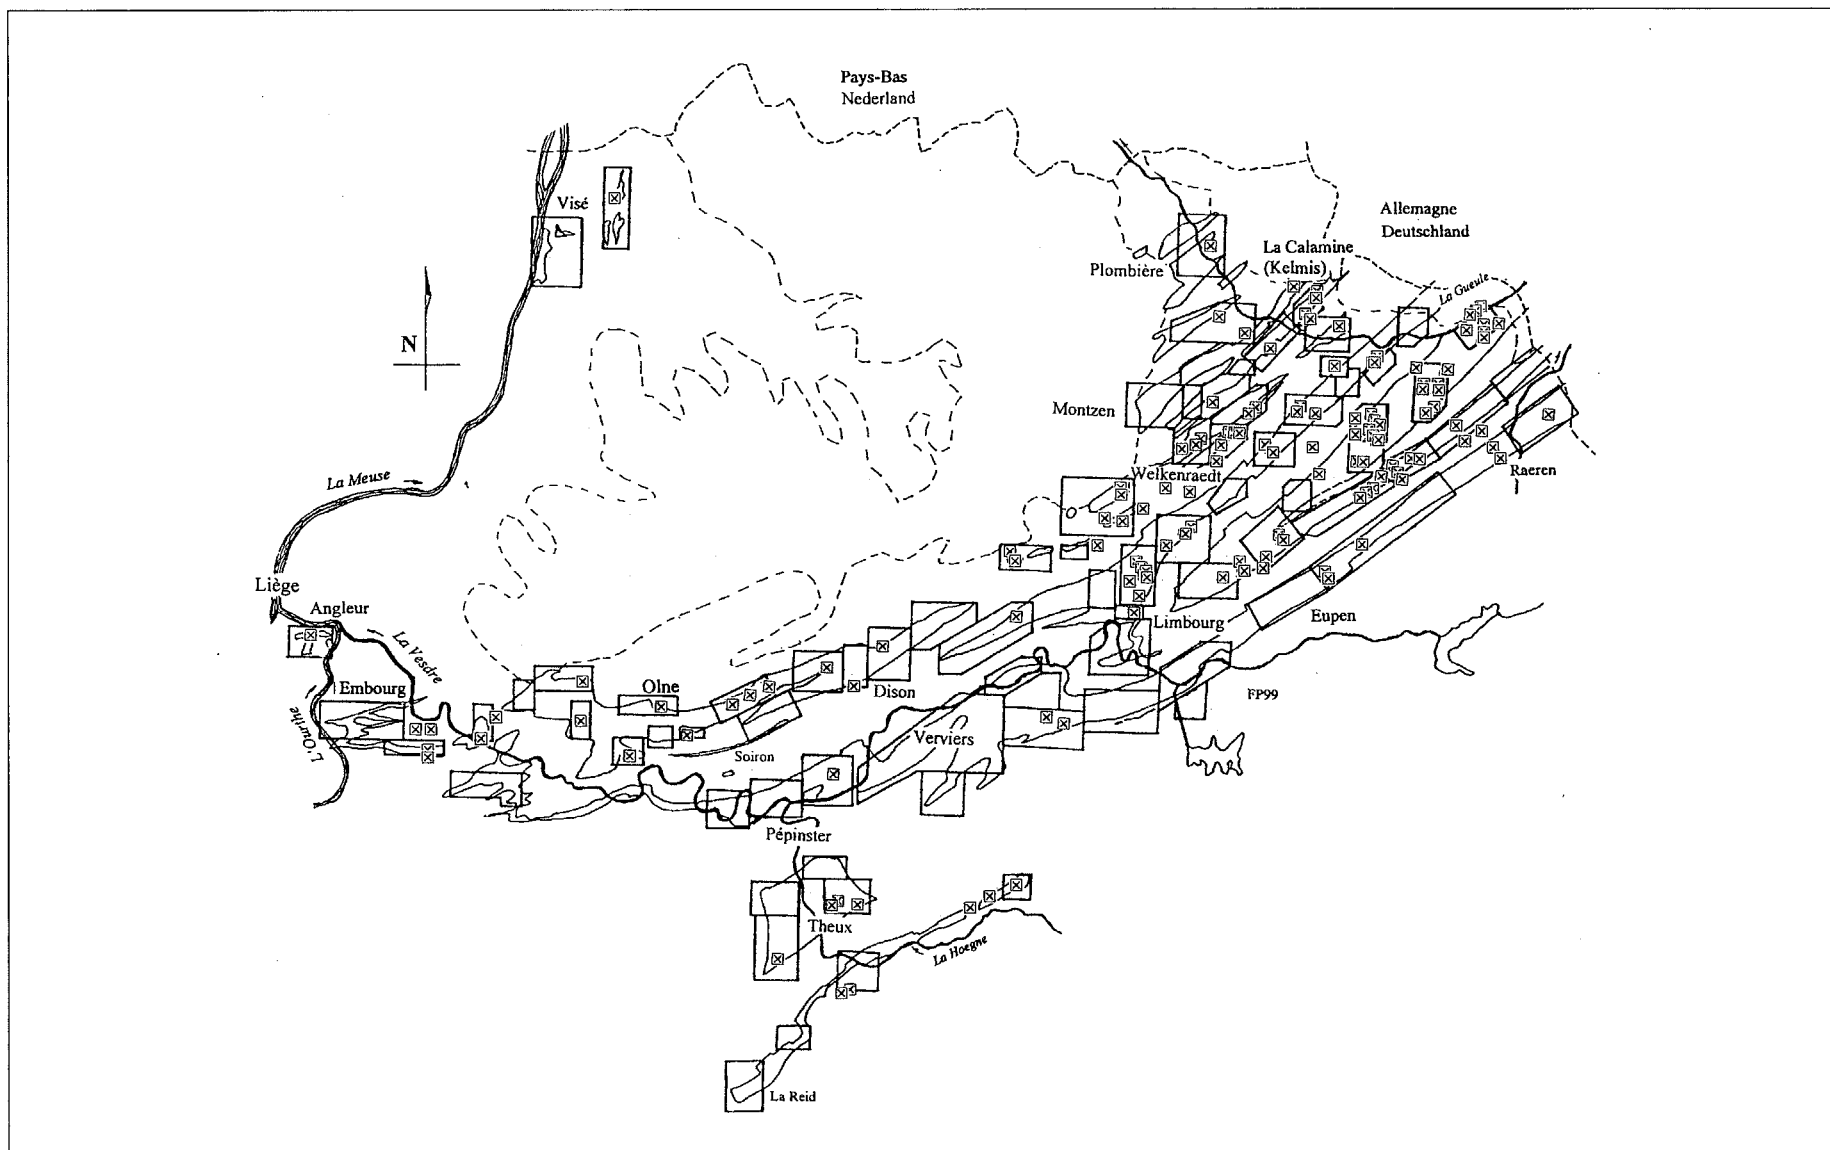 Pays-Bas
Nederland
Visé
Allemagne
Deutschland
La Calamine
(Kelmis)
Plombière
La Gueule
N
Montzen
Welkenraedt
Raeren
La Meuse
Liège
Angleur
La Vesdre
Limbourg
Eupen
Embourg
Olne
Dison
FP99
L'Ourthe
Soiron
Verviers
Pépinster
Theux
La Hoegne
La Reid